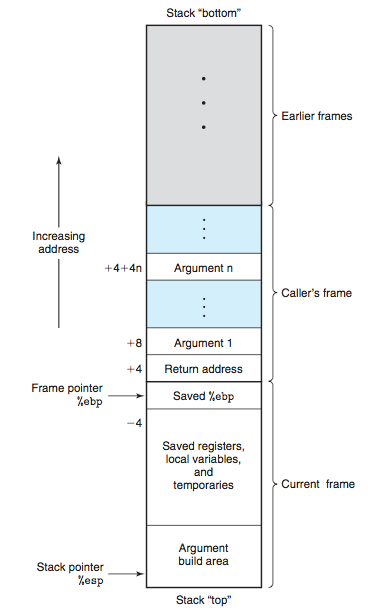 Stack “bottom”
Earlier frames
Increasing
address
+4+4n
Argument n
Caller’s frame
+8
Argument 1
+4
Return address
Frame pointer
%ebp
Saved %ebp
−4
Saved registers,
local variables,
and
temporaries
Current frame
Argument
build area
Stack pointer
%esp
Stack “top”